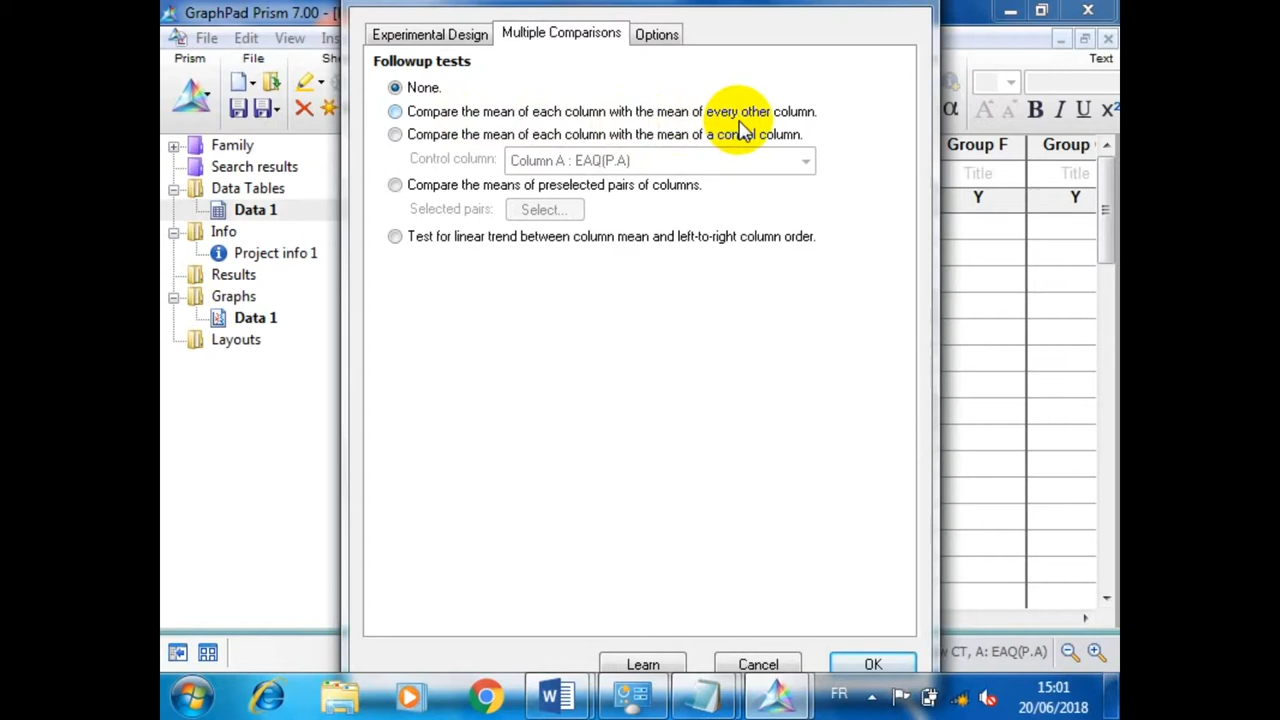 GraphPad Prism 7.00 - [
File Edit View
Prism File
Text
B I U X²
α A A
Experimental Design
Multiple Comparisons
Options
Followup tests
None.
Compare the mean of each column with the mean of every other column.
Compare the mean of each column with the mean of a control column.
Control column: Column A : EAQ(P.A)
Compare the means of preselected pairs of columns.
Selected pairs: Select...
Test for linear trend between column mean and left-to-right column order.
Family
Search results
Data Tables
Data 1
Info
Project info 1
Results
Graphs
Data 1
Layouts
Group F Group
Title Title
Y Y
Learn Cancel OK
CT, A: EAQ(P.A)
W
FR
15:01
20/06/2018